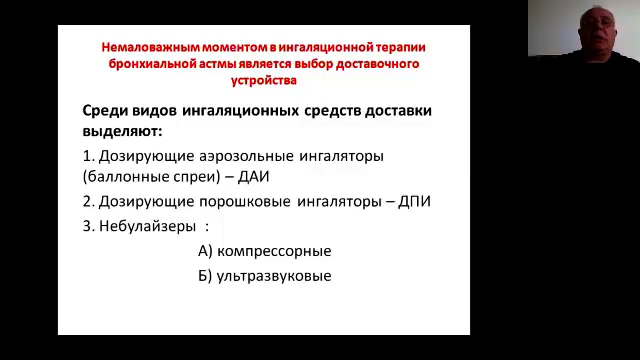 Немаловажным моментом в ингаляционной терапии
бронхиальной астмы является выбор доставочного
устройства
Среди видов ингаляционных средств доставки
выделяют:
1. Дозирующие аэрозольные ингаляторы
(баллонные спреи) – ДАИ
2. Дозирующие порошковые ингаляторы – ДПИ
3. Небулайзеры :
А) компрессорные
Б) ультразвуковые